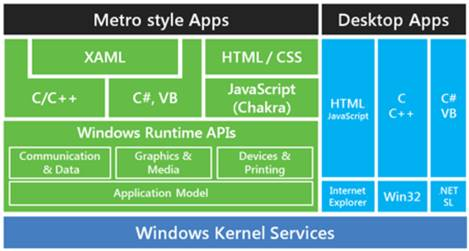 Metro style Apps
Desktop Apps
XAML
HTML / CSS
C/C++
C#, VB
JavaScript
(Chakra)
HTML
JavaScript
C
C++
C#
VB
Windows Runtime APIs
Communication
& Data
Graphics &
Media
Devices &
Printing
Application Model
Internet
Explorer
Win32
.NET
SL
Windows Kernel Services